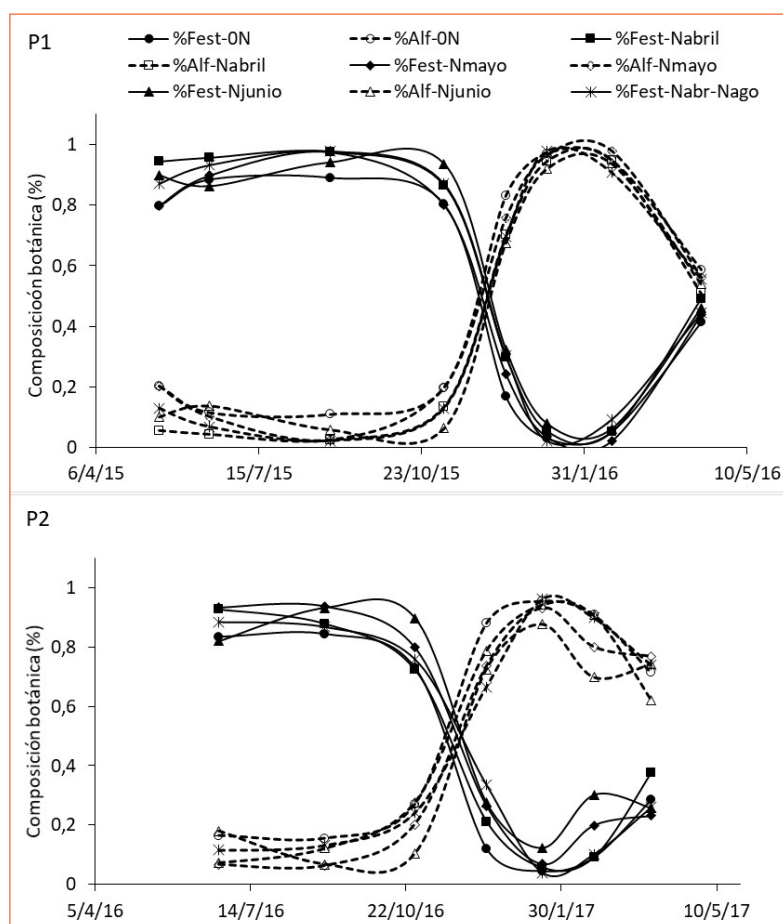 P1
%Fest-0N %Alf-0N %Fest-Nabril
%Alf-Nabril %Fest-Nmayo %Alf-Nmayo
%Fest-Njunio %Alf-Njunio %Fest-Nabr-Nago
Composicioón botánica (%)
1
0,8
0,6
0,4
0,2
0
6/4/15 15/7/15 23/10/15 31/1/16 10/5/16
P2
Composición botánica (%)
1
0,8
0,6
0,4
0,2
0
5/4/16 14/7/16 22/10/16 30/1/17 10/5/17